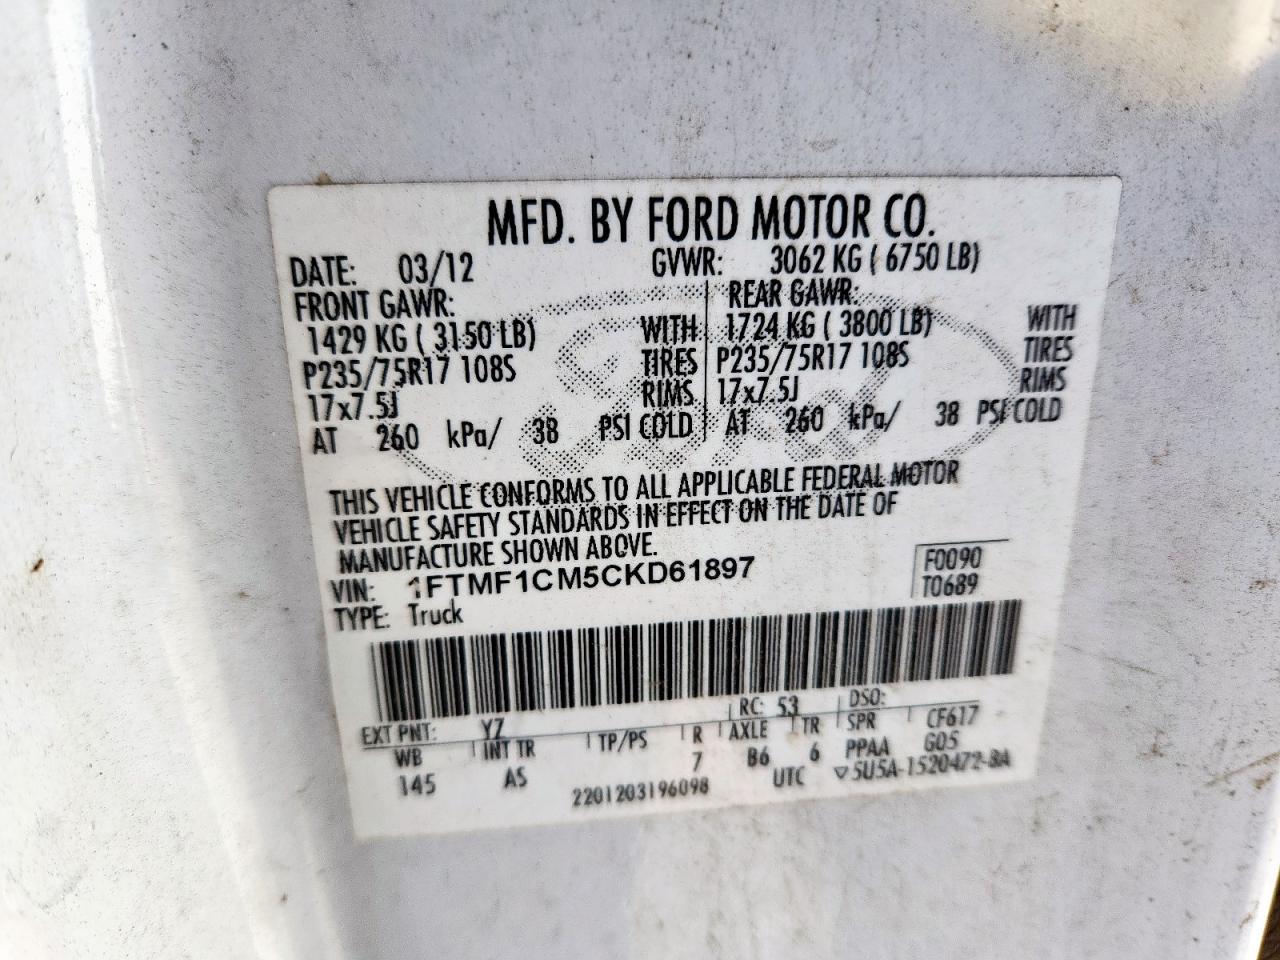 MFD. BY FORD MOTOR CO.
DATE: 03/12 GVWR: 3062 KG ( 6750 LB)
FRONT GAWR: REAR GAWR:
1429 KG ( 3150 LB) WITH 1724 KG ( 3800 LB) WITH
P235/75R17 108S TIRES P235/75R17 108S TIRES
17x7.5J RIMS 17x7.5J RIMS
AT 260 kPa/ 38 PSI COLD AT 260 kPa/ 38 PSI COLD
THIS VEHICLE CONFORMS TO ALL APPLICABLE FEDERAL MOTOR
VEHICLE SAFETY STANDARDS IN EFFECT ON THE DATE OF
MANUFACTURE SHOWN ABOVE.
VIN: 1FTMF1CM5CKD61897 F0090
TYPE: Truck T0689
EXT PNT: YZ RC: 53 DSO:
WB INT TR TP/PS R AXLE TR SPR CF617
145 AS 7 B6 6 PPAA G05
2201203196098 UTC ▽5U5A-1520472-BA